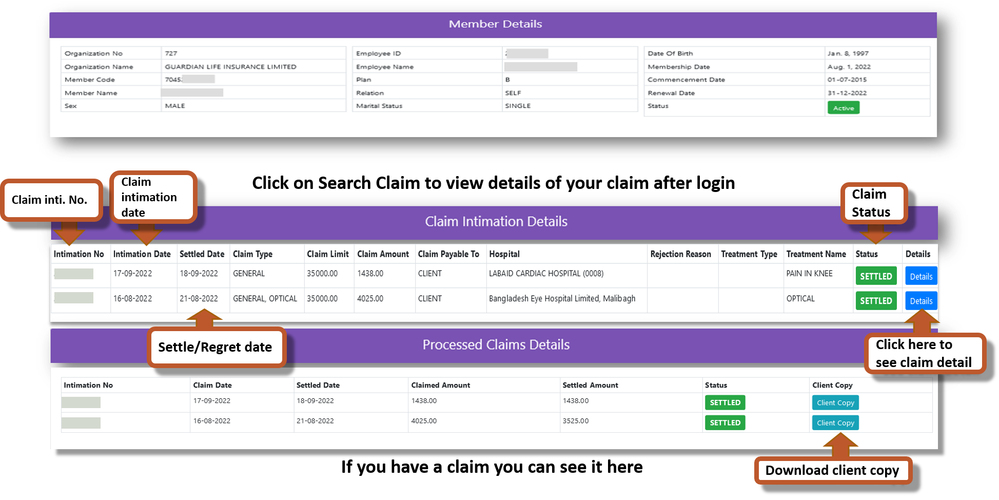 Member Details
Organization No 727 Employee ID Date Of Birth Jan. 8, 1997
Organization Name GUARDIAN LIFE INSURANCE LIMITED Employee Name Membership Date Aug. 1, 2022
Member Code 7045 Plan B Commencement Date 01-07-2015
Member Name Relation SELF Renewal Date 31-12-2022
Sex MALE Marital Status SINGLE Status Active
Click on Search Claim to view details of your claim after login
Claim inti. No.
Claim
intimation
date
Claim
Status
Claim Intimation Details
Intimation No Intimation Date Settled Date Claim Type Claim Limit Claim Amount Claim Payable To Hospital Rejection Reason Treatment Type Treatment Name Status Details
17-09-2022 18-09-2022 GENERAL 35000.00 1438.00 CLIENT LABAID CARDIAC HOSPITAL (0008) PAIN IN KNEE SETTLED Details
16-08-2022 21-08-2022 GENERAL, OPTICAL 35000.00 4025.00 CLIENT Bangladesh Eye Hospital Limited, Malibagh OPTICAL SETTLED Details
Settle/Regret date
Processed Claims Details
Click here to
see claim detail
Intimation No Claim Date Settled Date Claimed Amount Settled Amount Status Client Copy
17-09-2022 18-09-2022 1438.00 1438.00 SETTLED Client Copy
16-08-2022 21-08-2022 4025.00 3525.00 SETTLED Client Copy
If you have a claim you can see it here
Download client copy